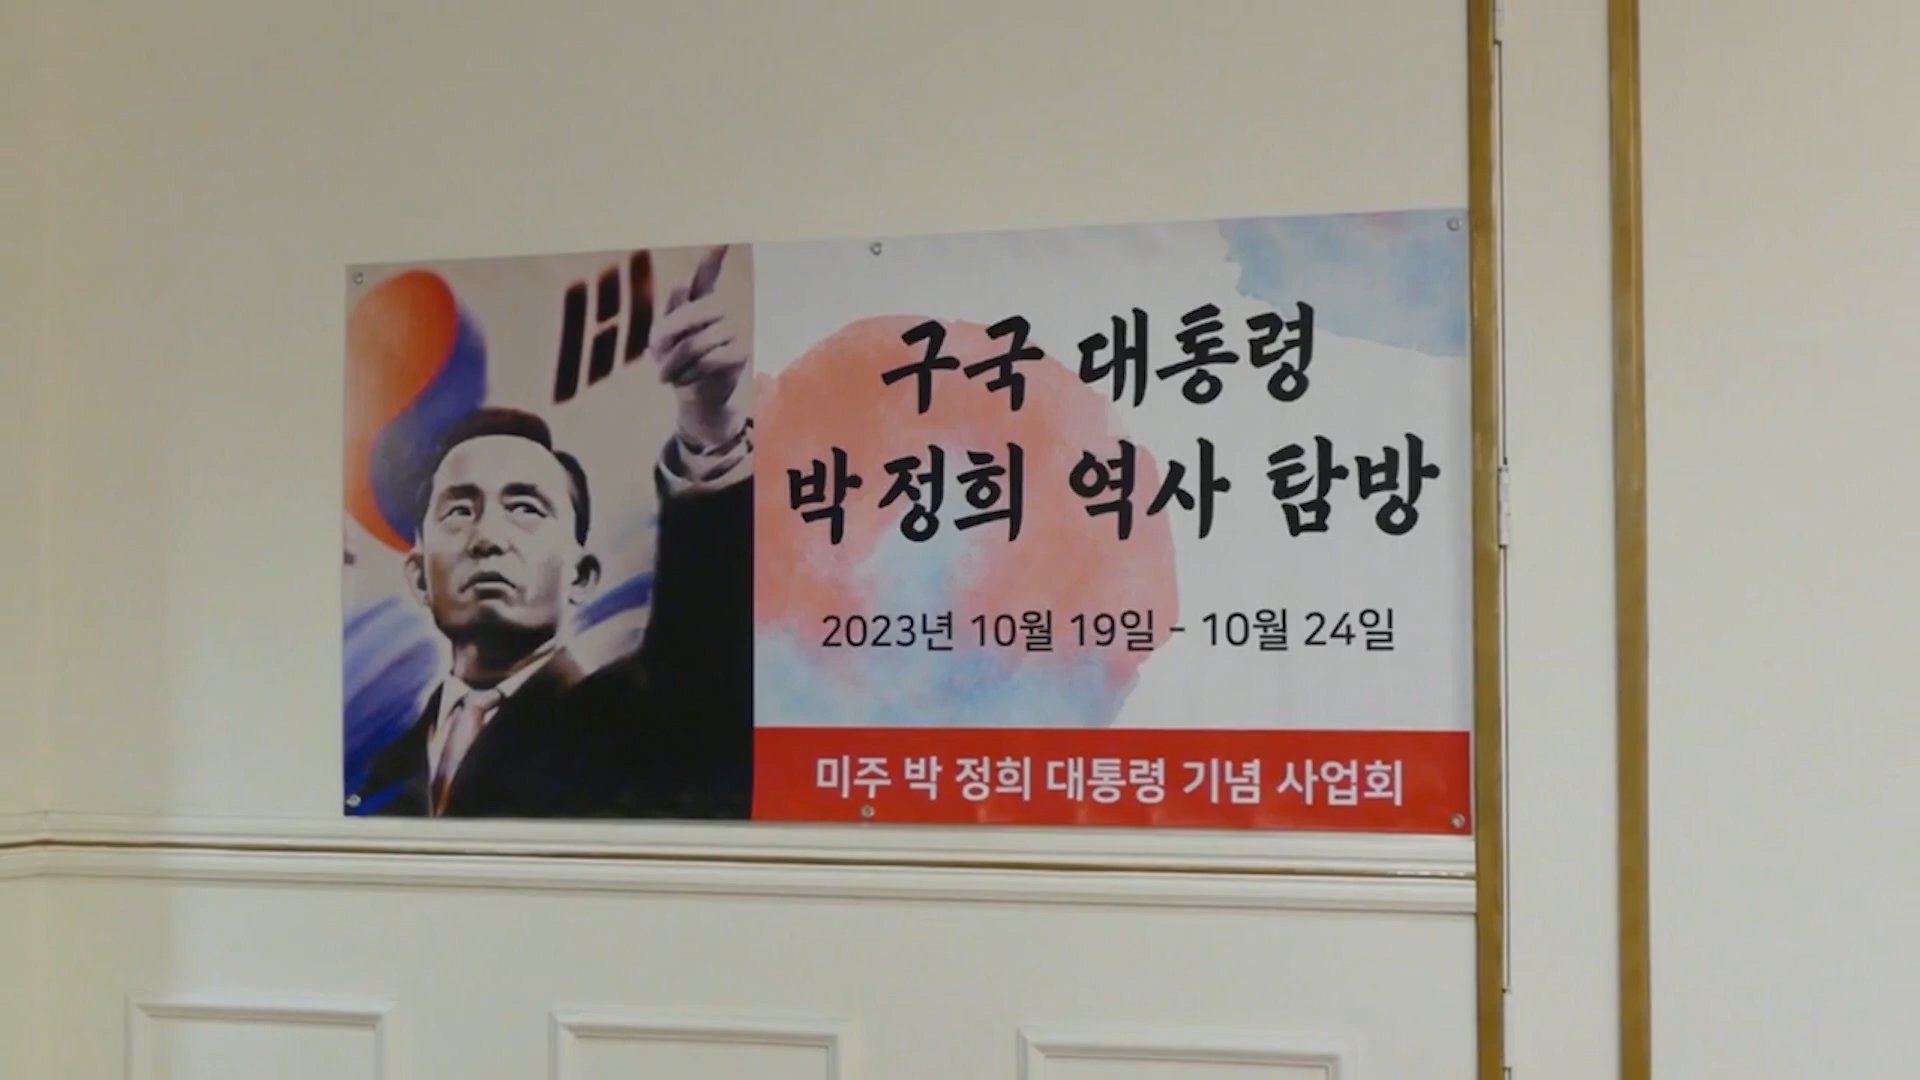 구국 대통령
박정희 역사 탐방
2023년 10월 19일 - 10월 24일
미주 박 정희 대통령 기념 사업회